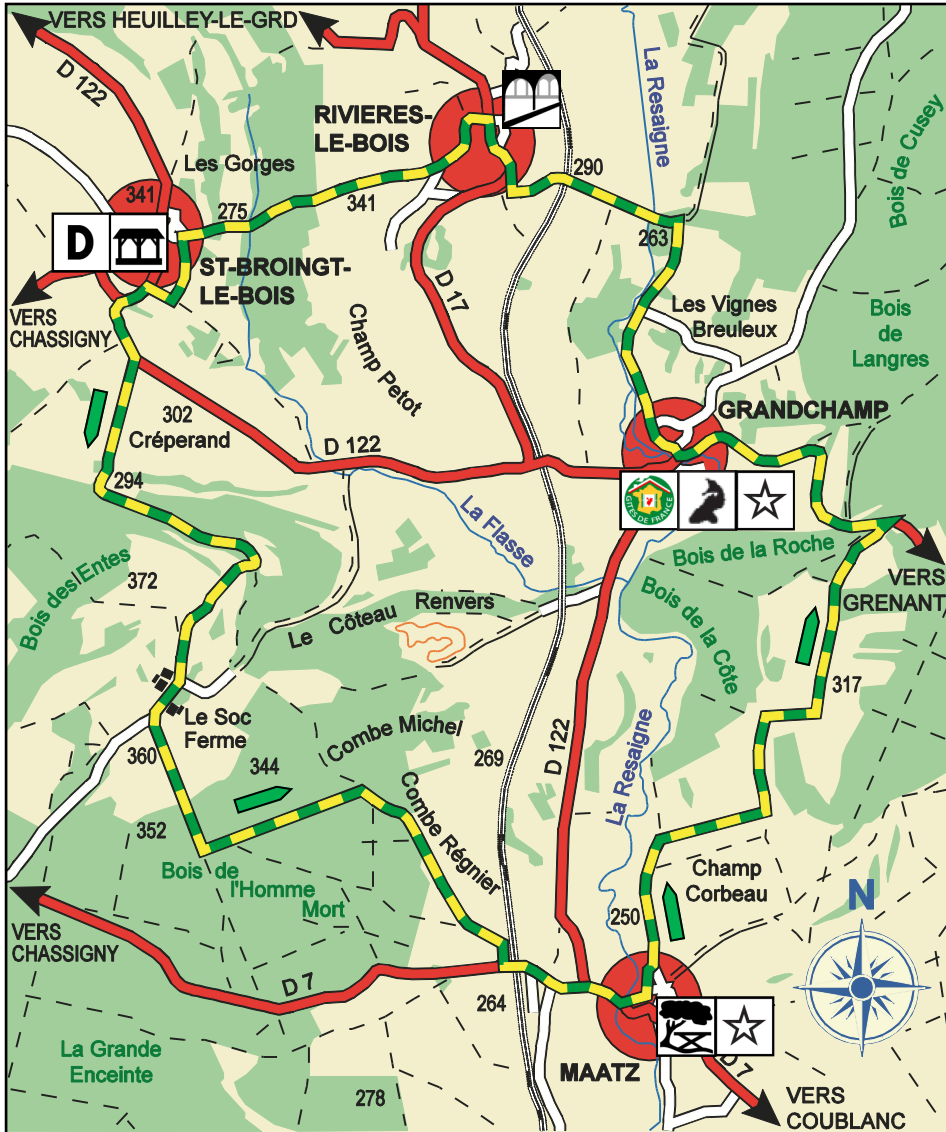 VERS HEUILLEY-LE-GRD
D 122
La Resaigne
Bois de Cusey
RIVIERES-
LE-BOIS
Les Gorges
290
341
275
341
263
D
ST-BROINGT-
LE-BOIS
D 17
VERS
CHASSIGNY
Les Vignes
Breuleux
Bois
de
Langres
Champ Petot
302
Créperand
D 122
GRANDCHAMP
294
GITES DE FRANCE
La Flasse
Bois de la Roche
VERS
GRENANT
Bois des Entes
372
Le Côteau Renvers
Bois de la Côte
317
Le Soc
Ferme
360
Combe Michel
269
D 122
La Resaigne
344
352
Combe Régnier
Bois de
l'Homme
Mort
Champ
Corbeau
250
N
VERS
CHASSIGNY
D 7
264
La Grande
Enceinte
MAATZ
D 7
278
VERS
COUBLANC